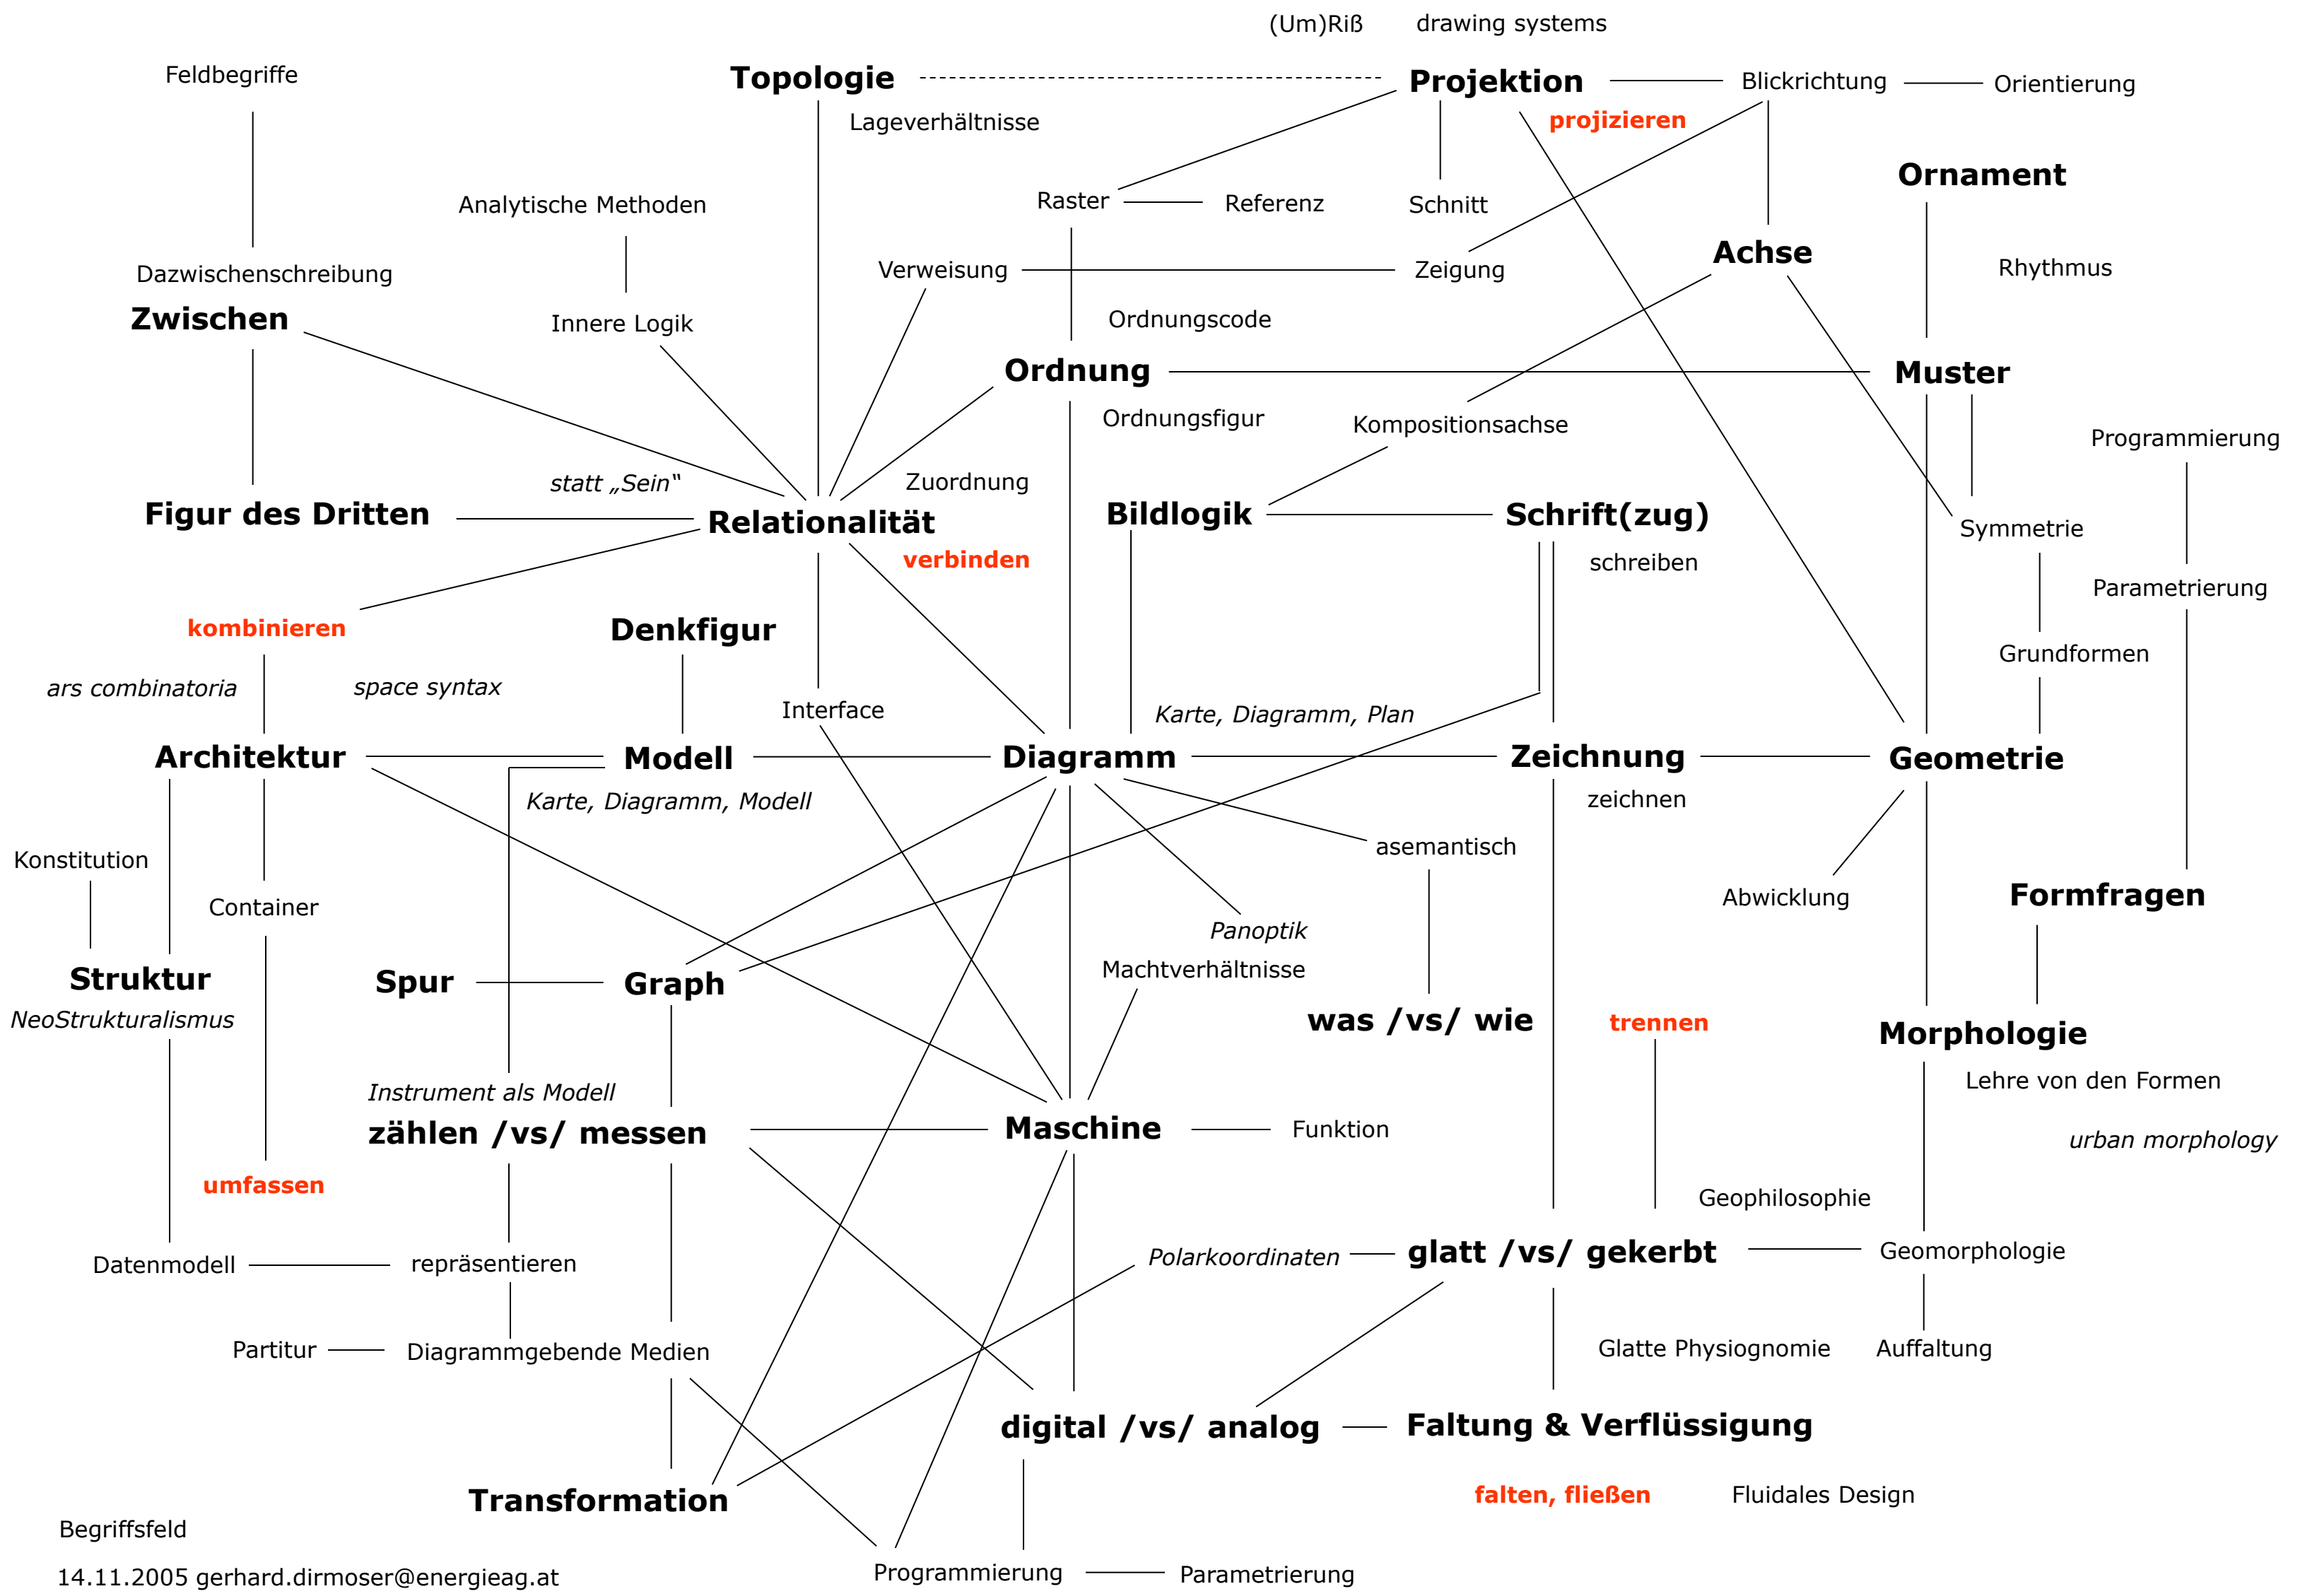 (Um)Riß
drawing systems
Feldbegriffe
Topologie
Projektion
Blickrichtung
Orientierung
Lageverhältnisse
projizieren
Ornament
Analytische Methoden
Raster
Referenz
Schnitt
Dazwischenschreibung
Verweisung
Zeigung
Achse
Rhythmus
Zwischen
Innere Logik
Ordnungscode
Ordnung
Muster
Ordnungsfigur
Kompositionsachse
Programmierung
statt „Sein“
Zuordnung
Figur des Dritten
Relationalität
Bildlogik
Schrift(zug)
Symmetrie
verbinden
schreiben
Parametrierung
kombinieren
Denkfigur
Grundformen
ars combinatoria
space syntax
Interface
Karte, Diagramm, Plan
Architektur
Modell
Diagramm
Zeichnung
Geometrie
Karte, Diagramm, Modell
zeichnen
Konstitution
asemantisch
Container
Abwicklung
Formfragen
Panoptik
Struktur
Spur
Graph
Machtverhältnisse
NeoStrukturalismus
was /vs/ wie
trennen
Morphologie
Instrument als Modell
Lehre von den Formen
zählen /vs/ messen
Maschine
Funktion
urban morphology
umfassen
Geophilosophie
Datenmodell
repräsentieren
Polarkoordinaten
glatt /vs/ gekerbt
Geomorphologie
Partitur
Diagrammgebende Medien
Glatte Physiognomie
Auffaltung
digital /vs/ analog
Faltung & Verflüssigung
Transformation
falten, fließen
Fluidales Design
Begriffsfeld
14.11.2005 gerhard.dirmoser@energieag.at
Programmierung
Parametrierung